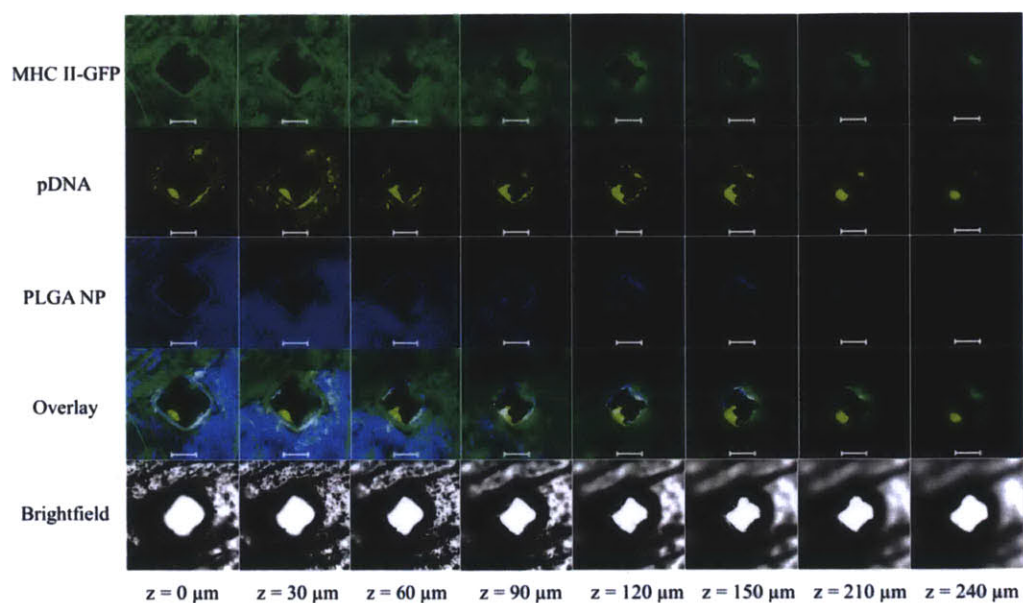 MHC II-GFP
pDNA
PLGA NP
Overlay
Brightfield
z = 0 μm z = 30 μm z = 60 μm z = 90 μm z = 120 μm z = 150 μm z = 210 μm z = 240 μm